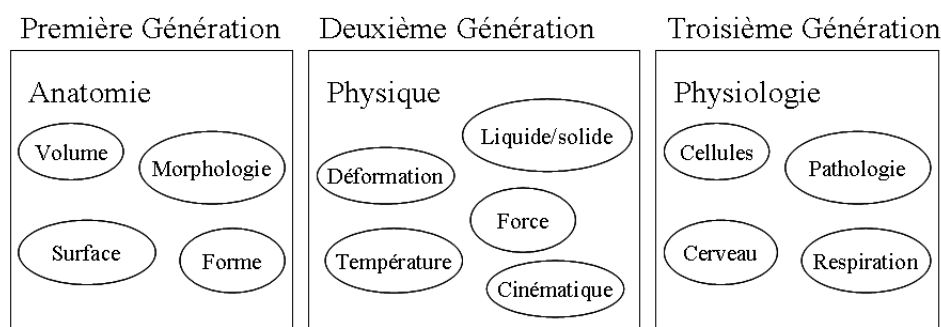 Première Génération
Anatomie
Volume
Morphologie
Surface
Forme
Deuxième Génération
Physique
Liquide/solide
Déformation
Force
Température
Cinématique
Troisième Génération
Physiologie
Cellules
Pathologie
Cerveau
Respiration